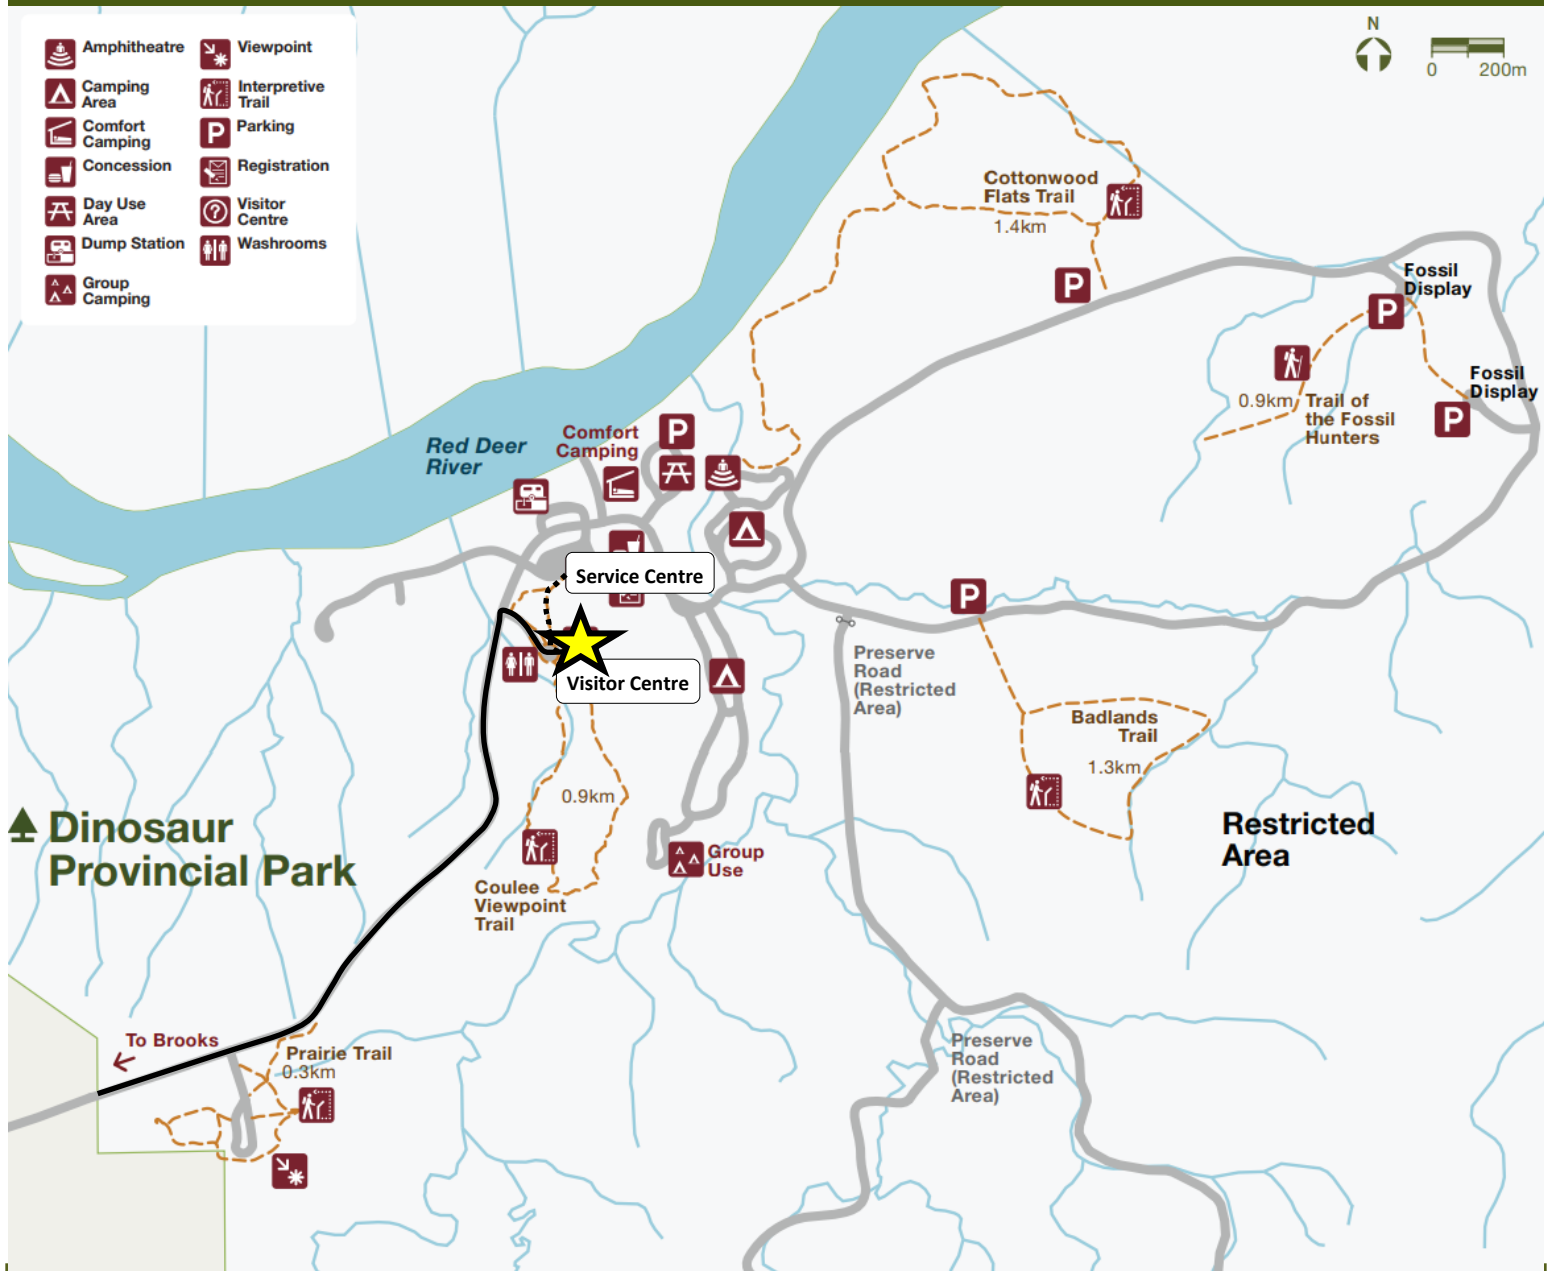 Amphitheatre
Camping
Area
Comfort
Camping
Concession
Day Use
Area
Dump Station
Group
Camping
Viewpoint
Interpretive
Trail
P
Parking
Registration
?
Visitor
Centre
Washrooms
N
0 200m
Cottonwood
Flats Trail
1.4km
P
Fossil
Display
P
Fossil
Display
P
0.9km
Trail of
the Fossil
Hunters
Red Deer
River
Comfort
Camping
P
Service Centre
Visitor Centre
P
Preserve
Road
(Restricted
Area)
Badlands
Trail
1.3km
0.9km
Dinosaur
Provincial Park
Restricted
Area
Group
Use
Coulee
Viewpoint
Trail
To Brooks
Prairie Trail
0.3km
Preserve
Road
(Restricted
Area)